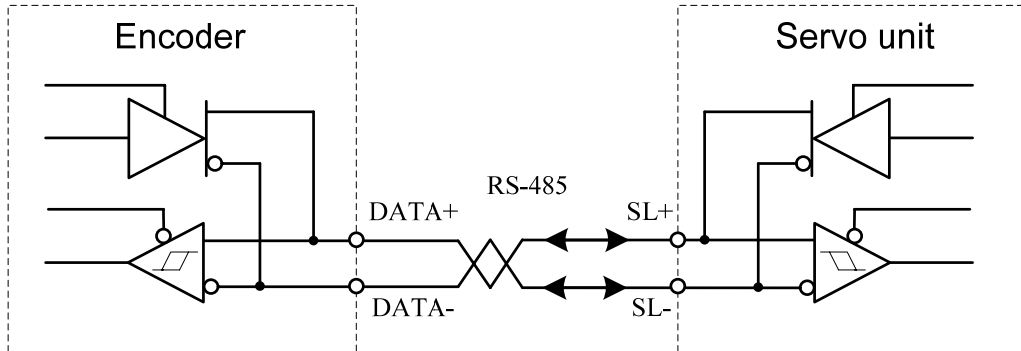 Encoder
Servo unit
RS-485
DATA+
SL+
DATA-
SL-